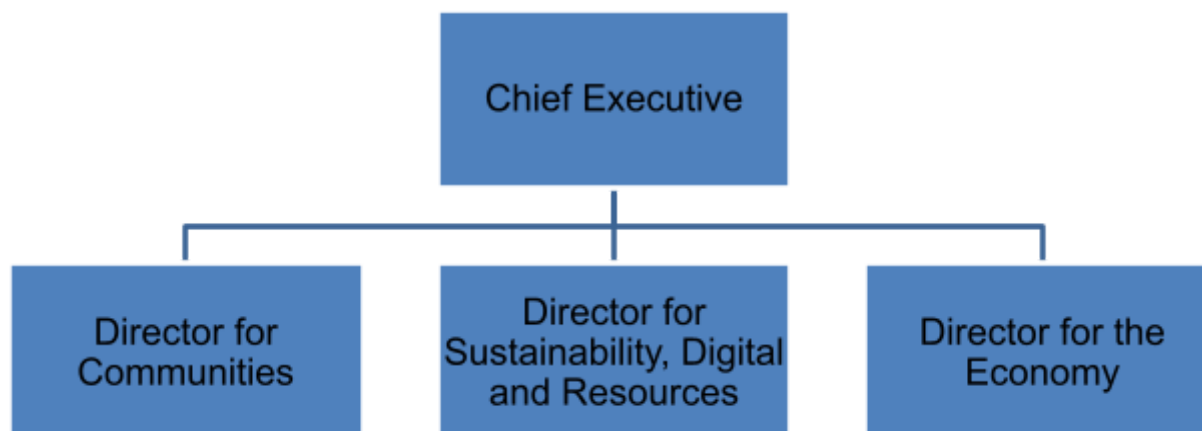 Chief Executive
Director for
Communities
Director for
Sustainability, Digital
and Resources
Director for the
Economy